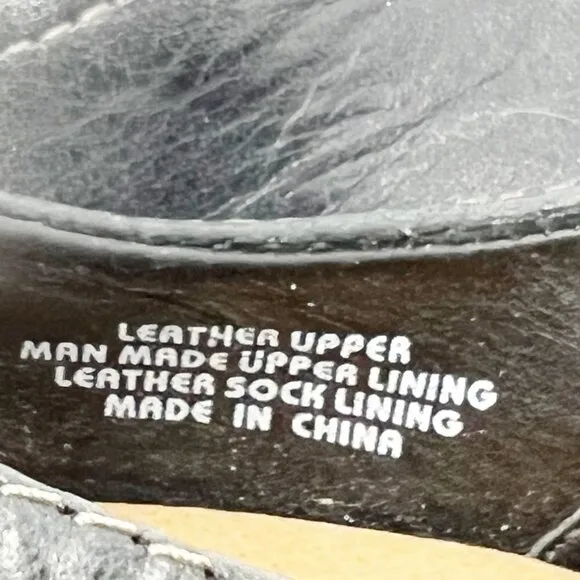 LEATHER UPPER
MAN MADE UPPER LINING
LEATHER SOCK LINING
MADE IN CHINA